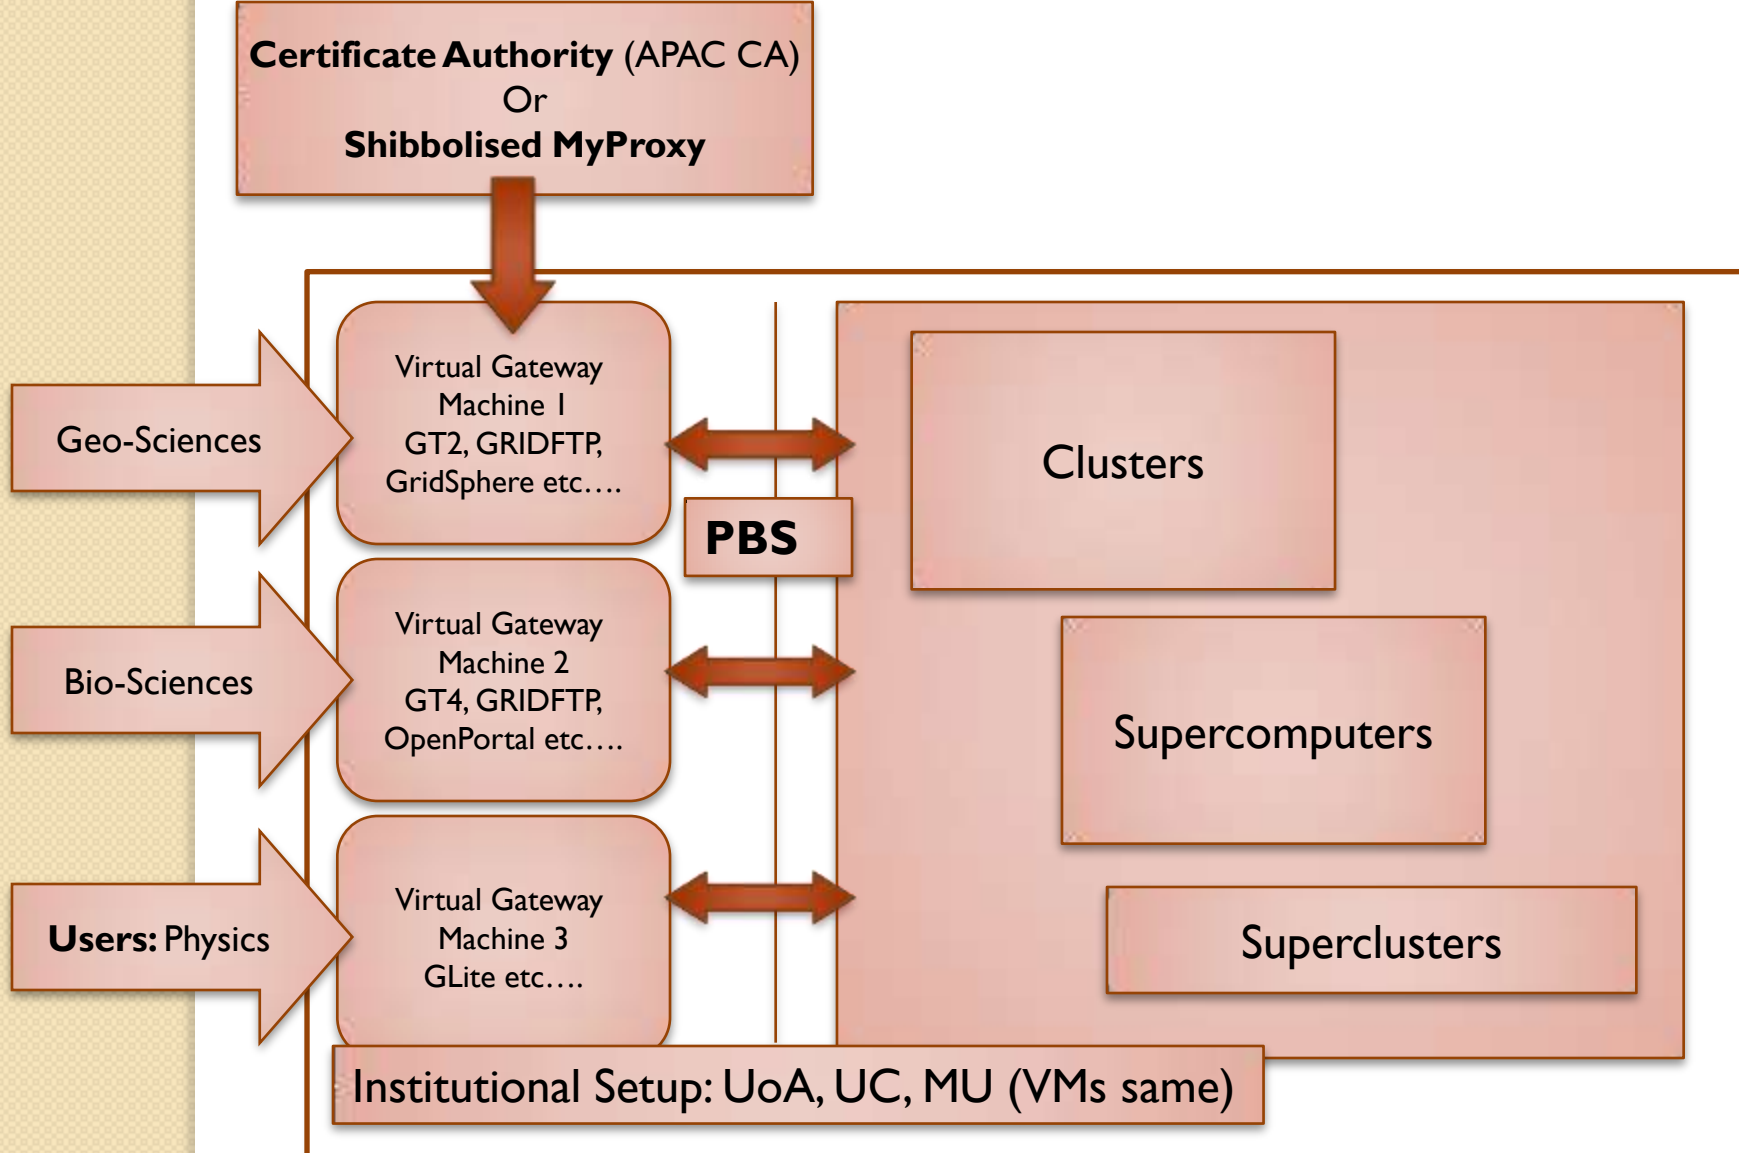 Certificate Authority (APAC CA)
Or
Shibbolised MyProxy
Geo-Sciences
Virtual Gateway
Machine 1
GT2, GRIDFTP,
GridSphere etc….
PBS
Clusters
Bio-Sciences
Virtual Gateway
Machine 2
GT4, GRIDFTP,
OpenPortal etc….
Supercomputers
Users: Physics
Virtual Gateway
Machine 3
GLite etc….
Superclusters
Institutional Setup: UoA, UC, MU (VMs same)